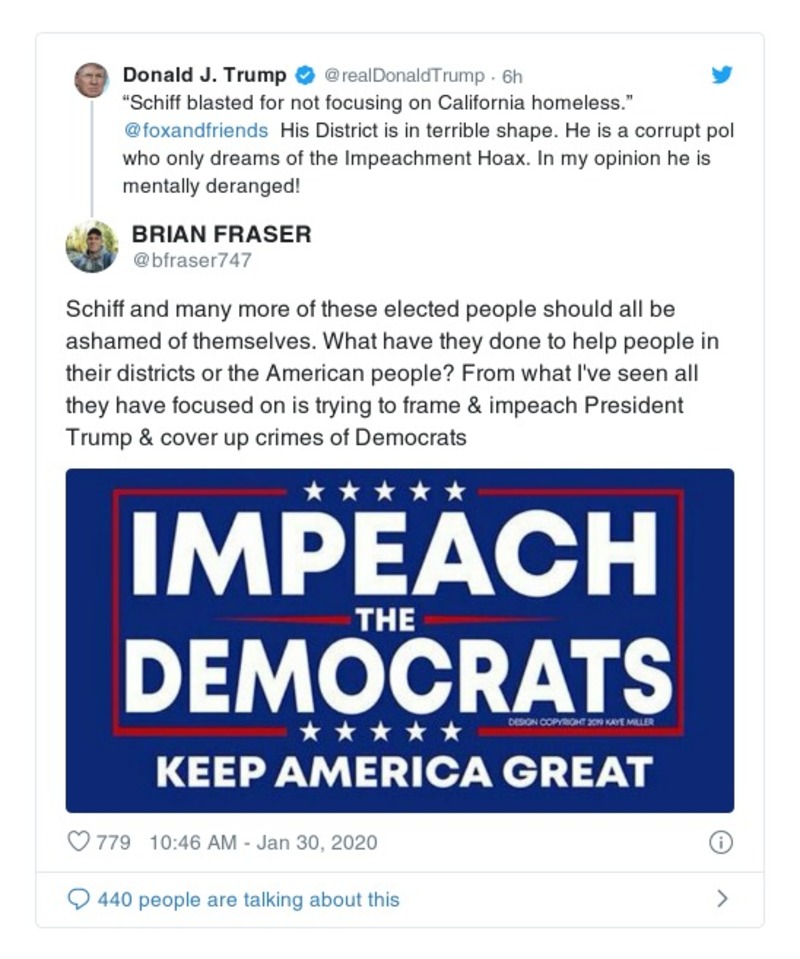 Donald J. Trump @realDonaldTrump · 6h
“Schiff blasted for not focusing on California homeless.”
@foxandfriends His District is in terrible shape. He is a corrupt pol
who only dreams of the Impeachment Hoax. In my opinion he is
mentally deranged!
BRIAN FRASER
@bfraser747
Schiff and many more of these elected people should all be
ashamed of themselves. What have they done to help people in
their districts or the American people? From what I've seen all
they have focused on is trying to frame & impeach President
Trump & cover up crimes of Democrats
IMPEACH
THE
DEMOCRATS
DESIGN COPYRIGHT 2019 KAYE MILLER
KEEP AMERICA GREAT
779 10:46 AM - Jan 30, 2020
440 people are talking about this